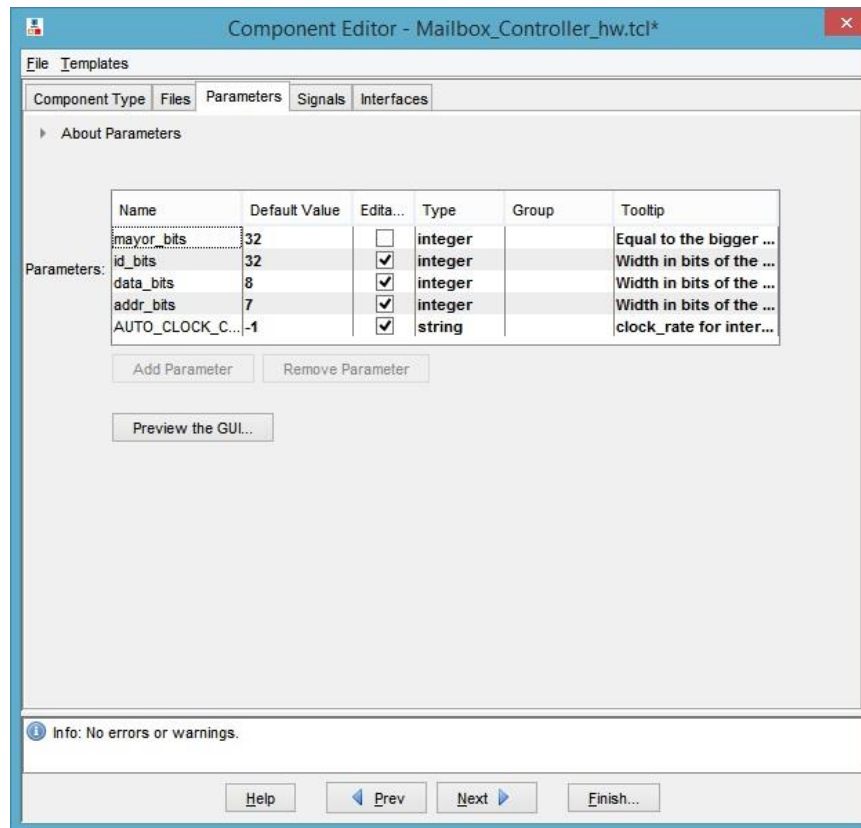 Component Editor - Mailbox_Controller_hw.tcl*
File Templates
Component Type Files Parameters Signals Interfaces
About Parameters
Name Default Value Edita... Type Group Tooltip
mayor_bits 32 integer Equal to the bigger ...
Parameters: id_bits 32 integer Width in bits of the ...
data_bits 8 integer Width in bits of the ...
addr_bits 7 integer Width in bits of the ...
AUTO_CLOCK_C... -1 string clock_rate for inter...
Add Parameter Remove Parameter
Preview the GUI...
Info: No errors or warnings.
Help Prev Next Finish...